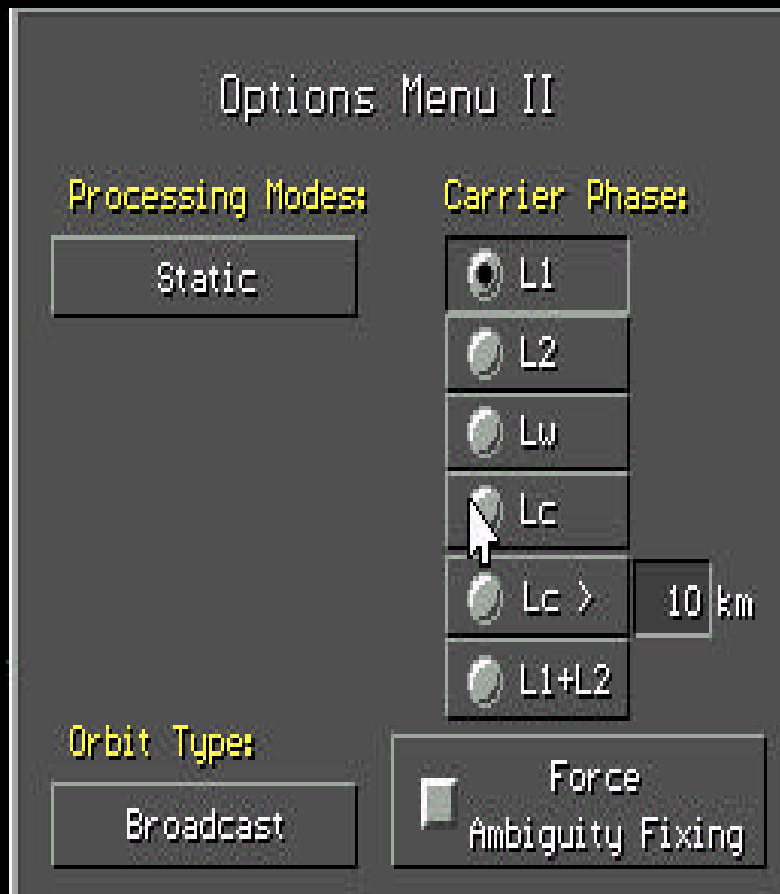 Options Menu II
Processing Modes:
Static
Carrier Phase:
L1
L2
Lw
Lc
Lc > 10 km
L1+L2
Orbit Type:
Broadcast
Force
Ambiguity Fixing